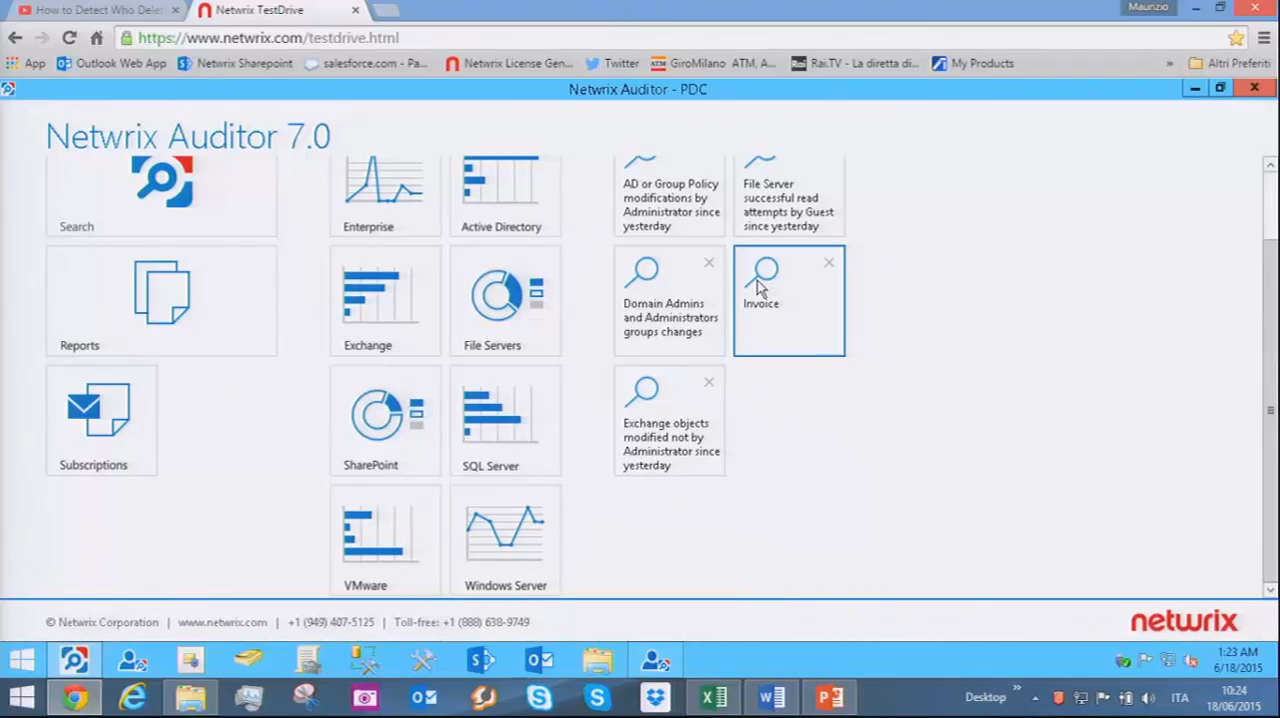 How to Detect Who Delet
Netwrix TestDrive
Maurizio
https://www.netwrix.com/testdrive.html
App
Outlook Web App
Netwrix Sharepoint
salesforce.com - Pa...
Netwrix License Gen...
Twitter
GiroMilano ATM, A...
Rai.TV - La diretta di...
My Products
»
Altri Preferiti
Netwrix Auditor - PDC
Netwrix Auditor 7.0
Search
Enterprise
Active Directory
AD or Group Policy
modifications by
Administrator since
yesterday
File Server
successful read
attempts by Guest
since yesterday
Reports
Exchange
File Servers
Domain Admins
and Administrators
groups changes
Invoice
Subscriptions
SharePoint
SQL Server
Exchange objects
modified not by
Administrator since
yesterday
VMware
Windows Server
© Netwrix Corporation | www.netwrix.com | +1 (949) 407-5125 | Toll-free: +1 (888) 638-9749
netwrix
1:23 AM
6/18/2015
Desktop
»
ITA
10:24
18/06/2015